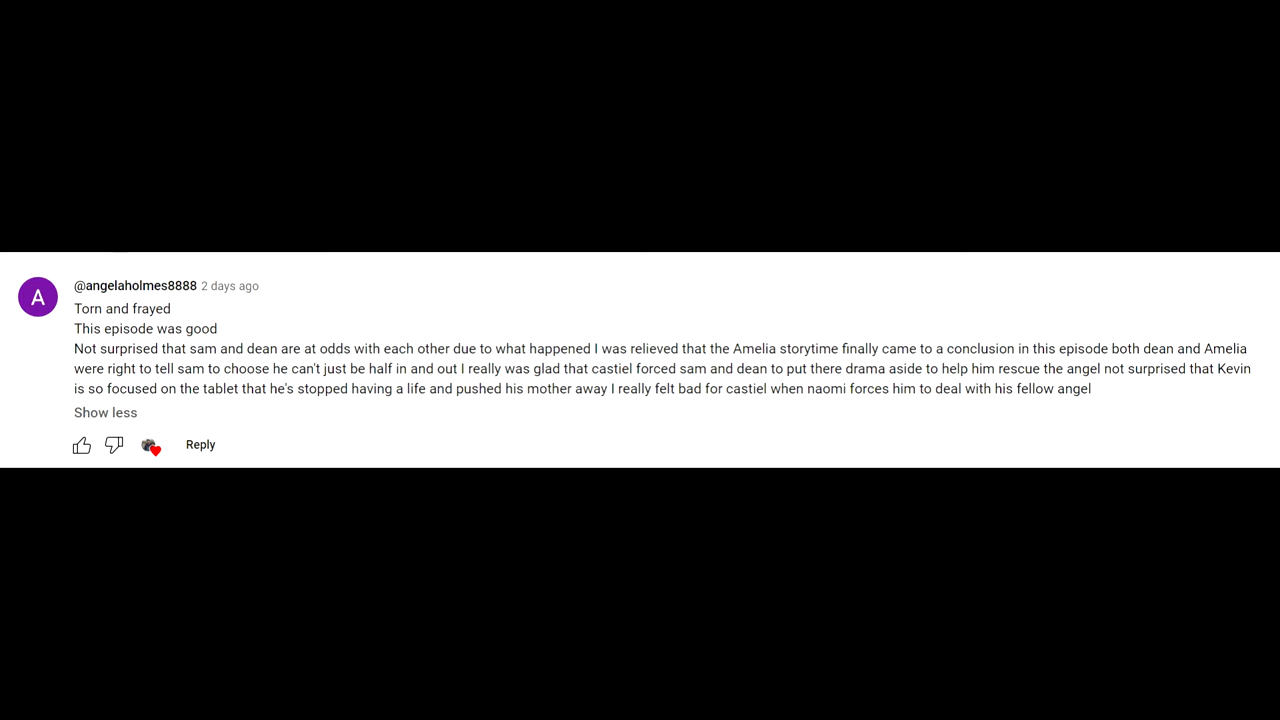 @angelaholmes8888 2 days ago
Torn and frayed
This episode was good
Not surprised that sam and dean are at odds with each other due to what happened I was relieved that the Amelia storytime finally came to a conclusion in this episode both dean and Amelia
were right to tell sam to choose he can't just be half in and out I really was glad that castiel forced sam and dean to put there drama aside to help him rescue the angel not surprised that Kevin
is so focused on the tablet that he's stopped having a life and pushed his mother away I really felt bad for castiel when naomi forces him to deal with his fellow angel
Show less
Reply
A